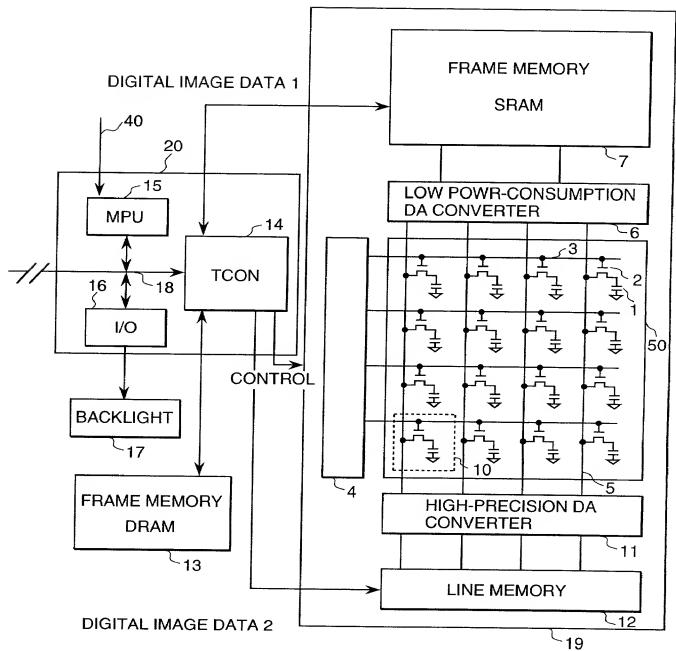 DIGITAL IMAGE DATA 1
FRAME MEMORY
SRAM
7
40
20
15
MPU
14
TCON
18
16
I/O
LOW POWR-CONSUMPTION
DA CONVERTER
6
3
2
1
50
CONTROL
BACKLIGHT
17
4
10
5
FRAME MEMORY
DRAM
13
HIGH-PRECISION DA
CONVERTER
11
LINE MEMORY
12
DIGITAL IMAGE DATA 2
19